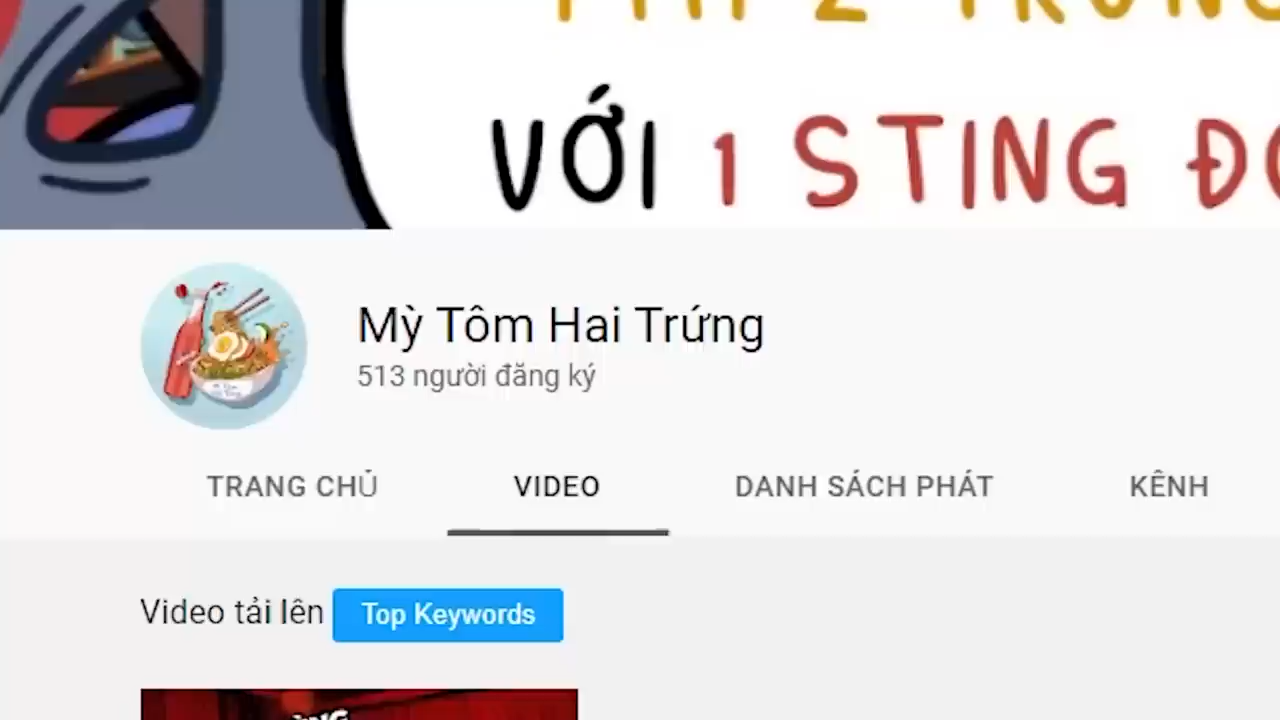 VỚI 1 STING
Mỳ Tôm Hai Trứng
513 người đăng ký
TRANG CHỦ VIDEO DANH SÁCH PHÁT KÊNH
Video tải lên Top Keywords